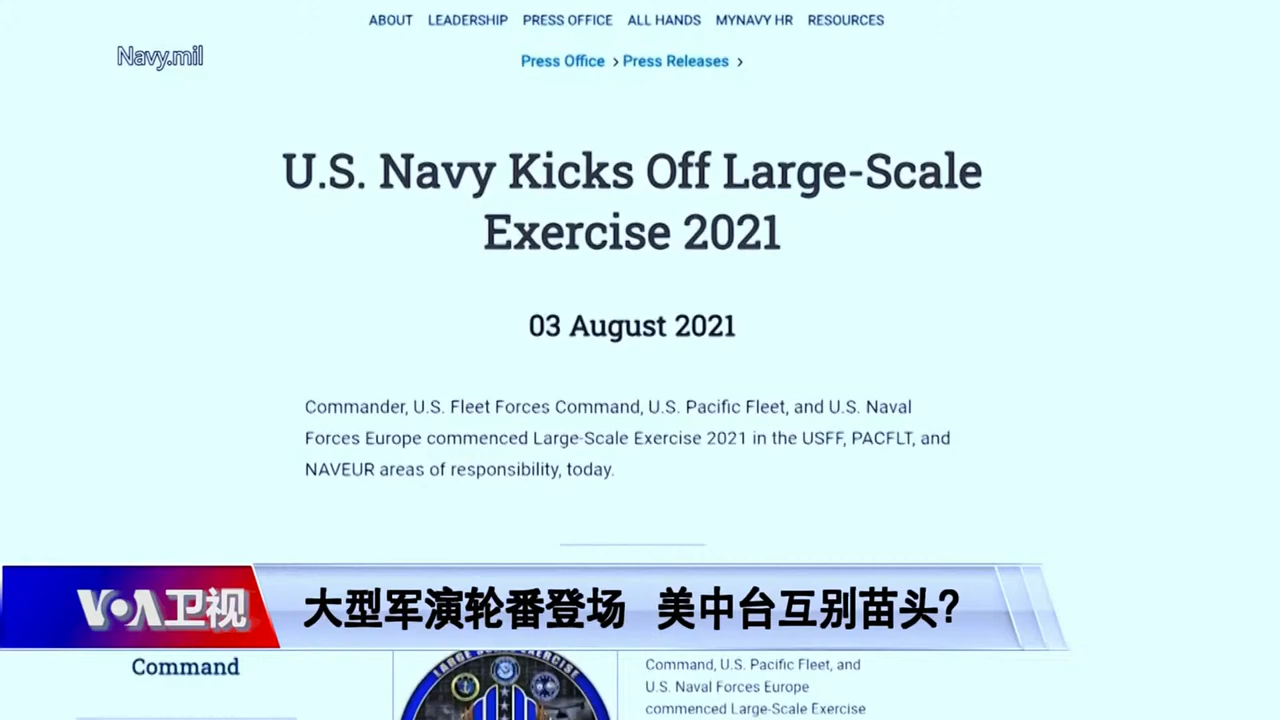 ABOUT LEADERSHIP PRESS OFFICE ALL HANDS MYNAVY HR RESOURCES
Navy.mil
Press Office > Press Releases >
U.S. Navy Kicks Off Large-Scale
Exercise 2021
03 August 2021
Commander, U.S. Fleet Forces Command, U.S. Pacific Fleet, and U.S. Naval
Forces Europe commenced Large-Scale Exercise 2021 in the USFF, PACFLT, and
NAVEUR areas of responsibility, today.
VOA卫视
大型军演轮番登场 美中台互别苗头?
Command
LARGE SCALE EXERCISE
Command, U.S. Pacific Fleet, and
U.S. Naval Forces Europe
commenced Large-Scale Exercise